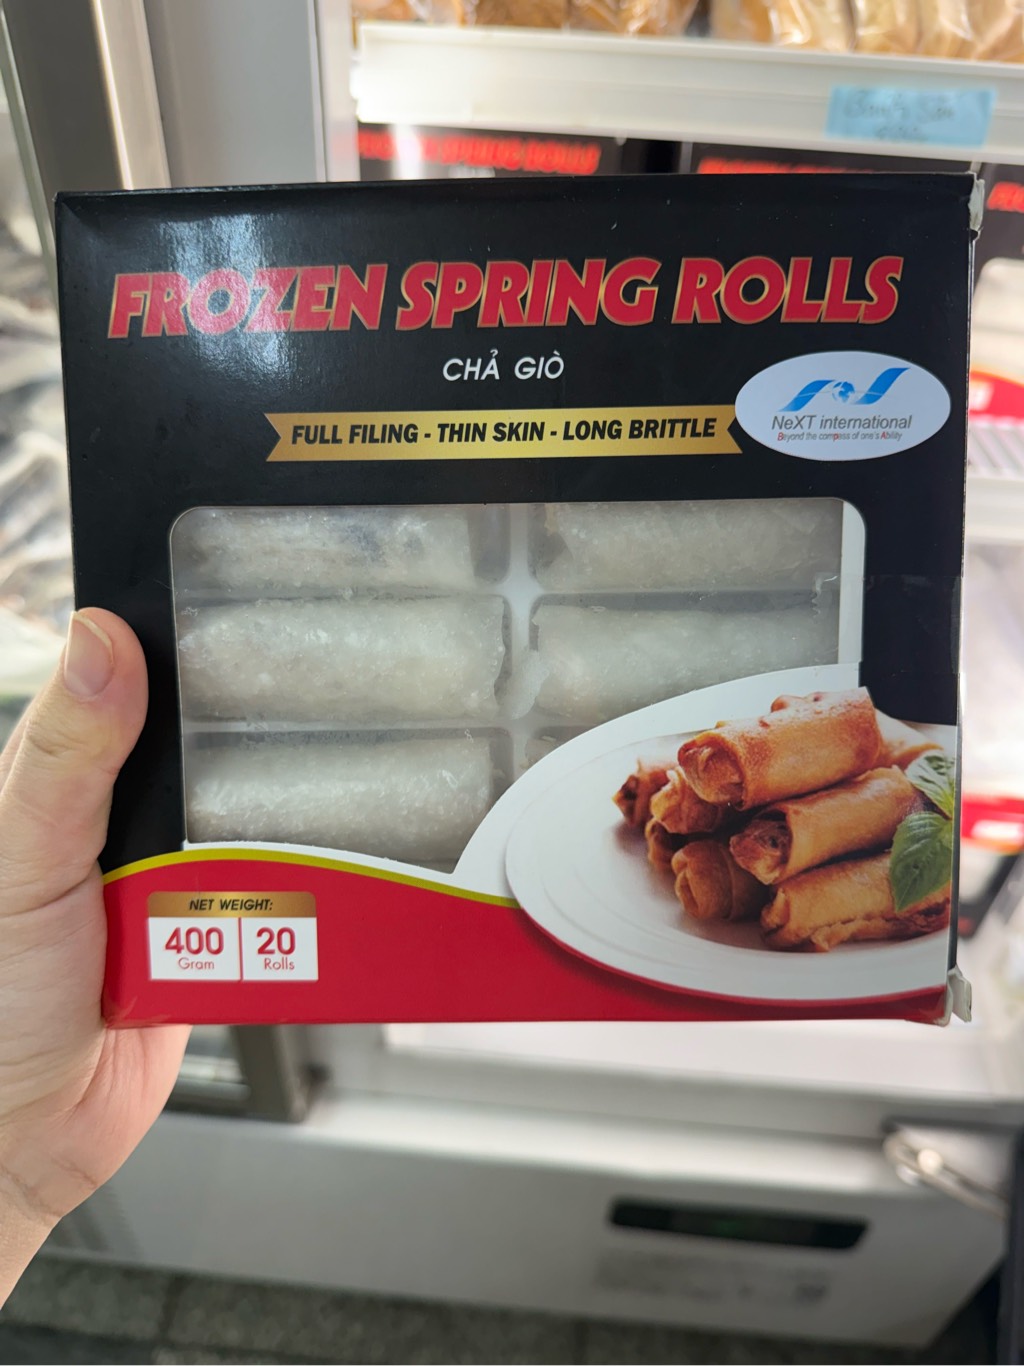 FROZEN SPRING ROLLS
CHẢ GIÒ
FULL FILING - THIN SKIN - LONG BRITTLE
NeXT international
Beyond the compass of one's Ability
NET WEIGHT:
400 20
Gram Rolls